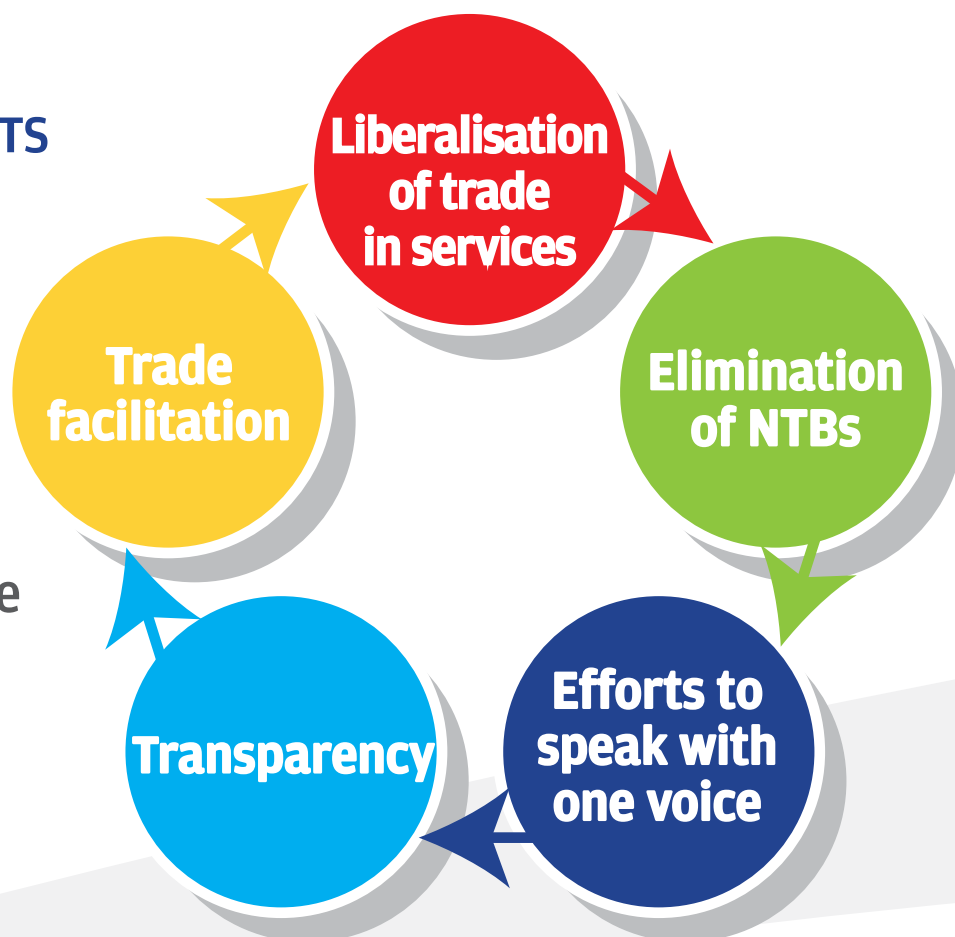 TS
Liberalisation
of trade
in services
Trade
facilitation
Elimination
of NTBs
e
Efforts to
speak with
one voice
Transparency